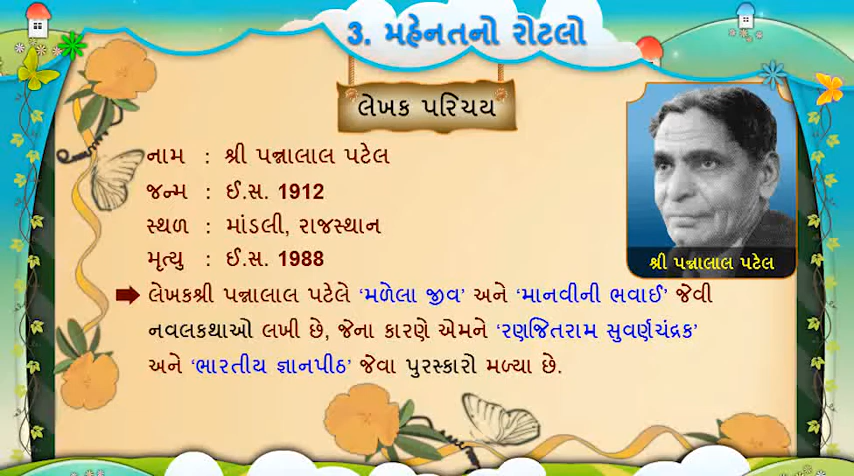 3. મહેનતનો રોટલો
લેખક પરિચય
નામ : શ્રી પન્નાલાલ પટેલ
જન્મ : ઈ.સ. 1912
સ્થળ : માંડલી, રાજસ્થાન
મૃત્યુ : ઈ.સ. 1988
શ્રી પન્નાલાલ પટેલ
લેખકશ્રી પન્નાલાલ પટેલે ‘મળેલા જીવ’ અને ‘માનવીની ભવાઈ’ જેવી
નવલકથાઓ લખી છે, જેના કારણે એમને ‘રણજિતરામ સુવર્ણચંદ્રક’
અને ‘ભારતીય જ્ઞાનપીઠ’ જેવા પુરસ્કારો મળ્યા છે.